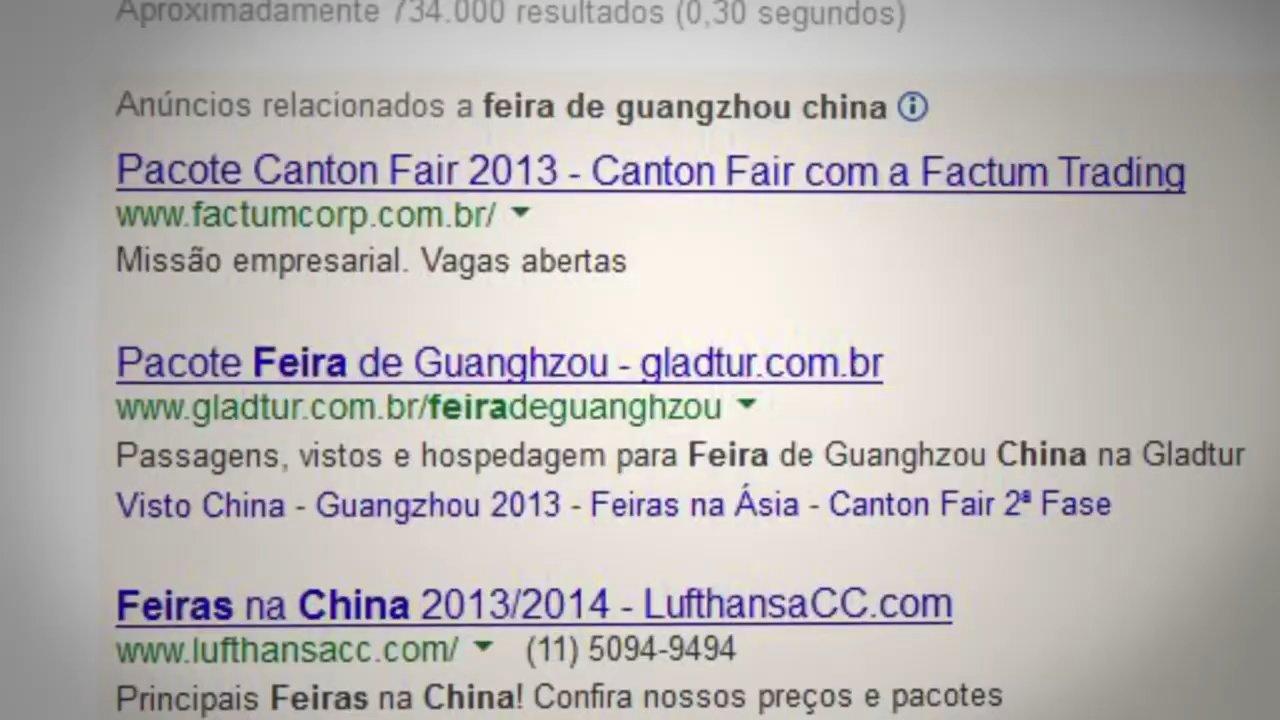 Aproximadamente 734.000 resultados (0,30 segundos)
Anúncios relacionados a feira de guangzhou china
Pacote Canton Fair 2013 - Canton Fair com a Factum Trading
www.factumcorp.com.br/
Missão empresarial. Vagas abertas
Pacote Feira de Guanghzou - gladtur.com.br
www.gladtur.com.br/feiradeguanghzou
Passagens, vistos e hospedagem para Feira de Guanghzou China na Gladtur
Visto China - Guangzhou 2013 - Feiras na Ásia - Canton Fair 2ª Fase
Feiras na China 2013/2014 - LufthansaCC.com
www.lufthansacc.com/ (11) 5094-9494
Principais Feiras na China! Confira nossos preços e pacotes